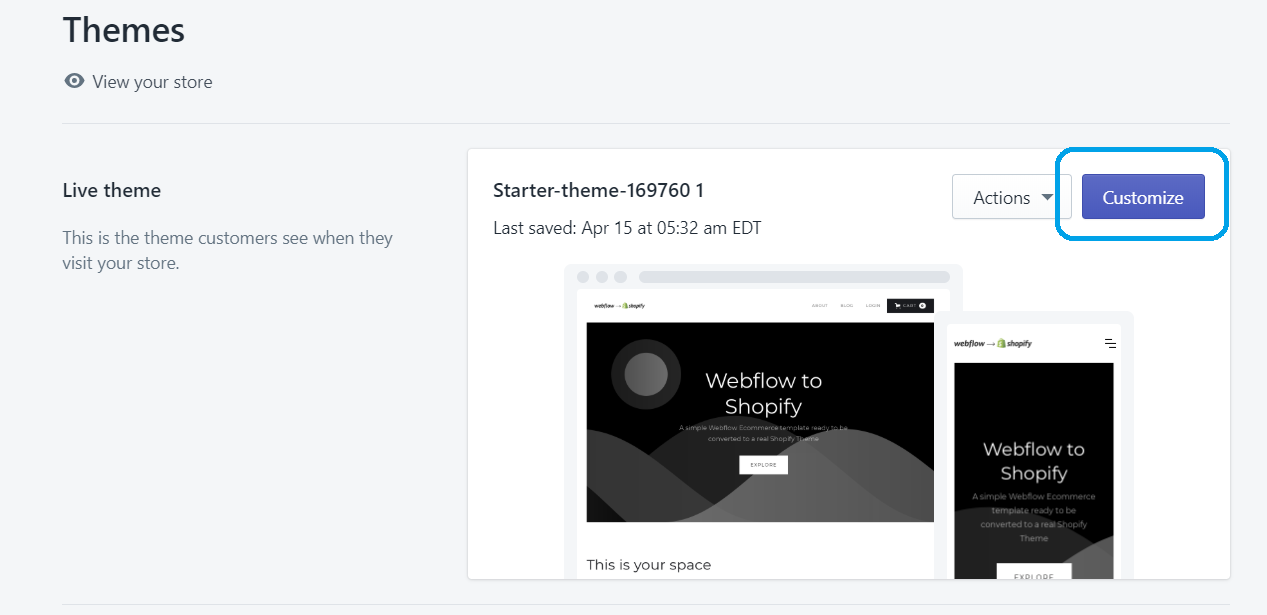 Themes
View your store
Live theme
This is the theme customers see when they
visit your store.
Starter-theme-169760 1
Last saved: Apr 15 at 05:32 am EDT
Actions
Customize
webflow → shopify
ABOUT BLOG LOGIN CART 0
Webflow to
Shopify
A simple Webflow Ecommerce template ready to be
converted to a real Shopify Theme
EXPLORE
This is your space
webflow → shopify
Webflow to
Shopify
A simple Webflow Ecommerce
template ready to be
converted to a real Shopify
Theme
EXPLORE